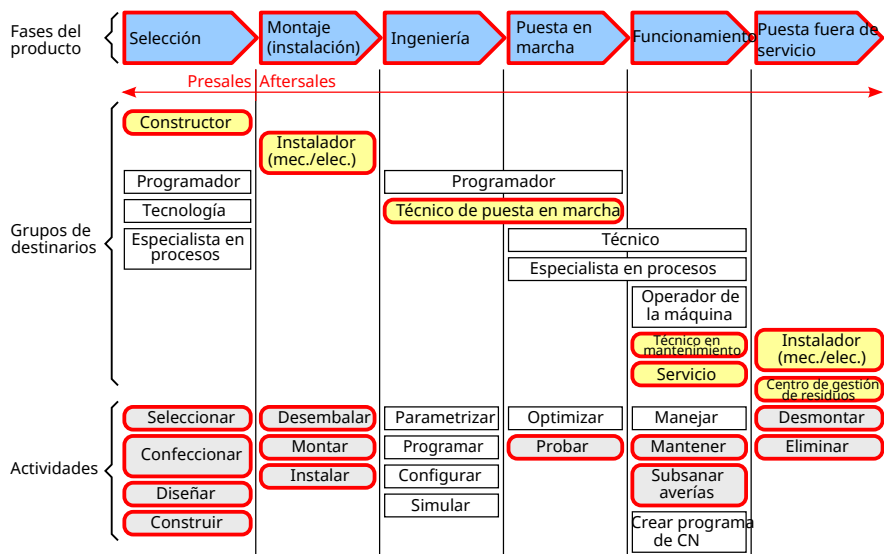 Fases del
producto
Selección
Montaje
(instalación)
Ingeniería
Puesta en
marcha
Funcionamiento
Puesta fuera de
servicio
Presales
Aftersales
Grupos de
destinarios
Constructor
Instalador
(mec./elec.)
Programador
Programador
Tecnología
Técnico de puesta en marcha
Especialista en
procesos
Técnico
Especialista en procesos
Operador de
la máquina
Técnico en
mantenimiento
Instalador
(mec./elec.)
Servicio
Centro de gestión
de residuos
Actividades
Seleccionar
Desembalar
Parametrizar
Optimizar
Manejar
Desmontar
Confeccionar
Montar
Programar
Probar
Mantener
Eliminar
Instalar
Configurar
Subsanar
averías
Diseñar
Simular
Construir
Crear programa
de CN